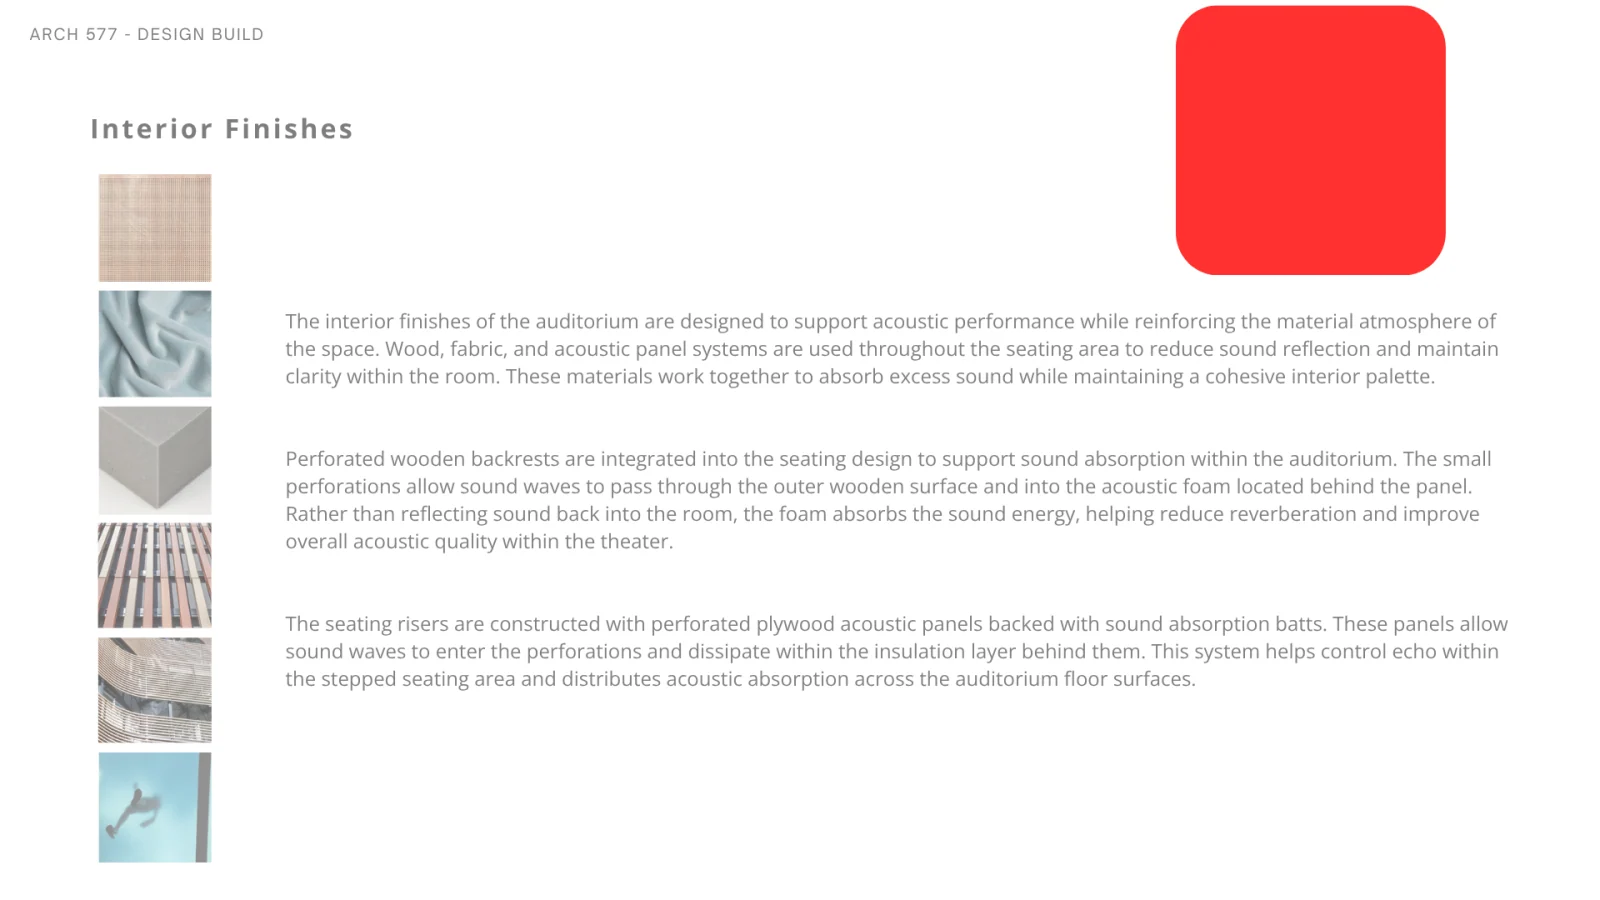 ARCH 577 - DESIGN BUILD
Interior Finishes
The interior finishes of the auditorium are designed to support acoustic performance while reinforcing the material atmosphere of
the space. Wood, fabric, and acoustic panel systems are used throughout the seating area to reduce sound reflection and maintain
clarity within the room. These materials work together to absorb excess sound while maintaining a cohesive interior palette.
Perforated wooden backrests are integrated into the seating design to support sound absorption within the auditorium. The small
perforations allow sound waves to pass through the outer wooden surface and into the acoustic foam located behind the panel.
Rather than reflecting sound back into the room, the foam absorbs the sound energy, helping reduce reverberation and improve
overall acoustic quality within the theater.
The seating risers are constructed with perforated plywood acoustic panels backed with sound absorption batts. These panels allow
sound waves to enter the perforations and dissipate within the insulation layer behind them. This system helps control echo within
the stepped seating area and distributes acoustic absorption across the auditorium floor surfaces.